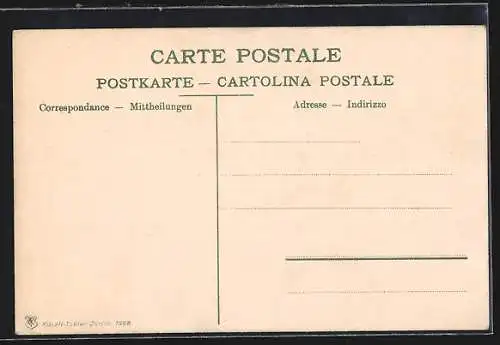 CARTE POSTALE
POSTKARTE — CARTOLINA POSTALE
Correspondance — Mittheilungen
Adresse — Indirizzo